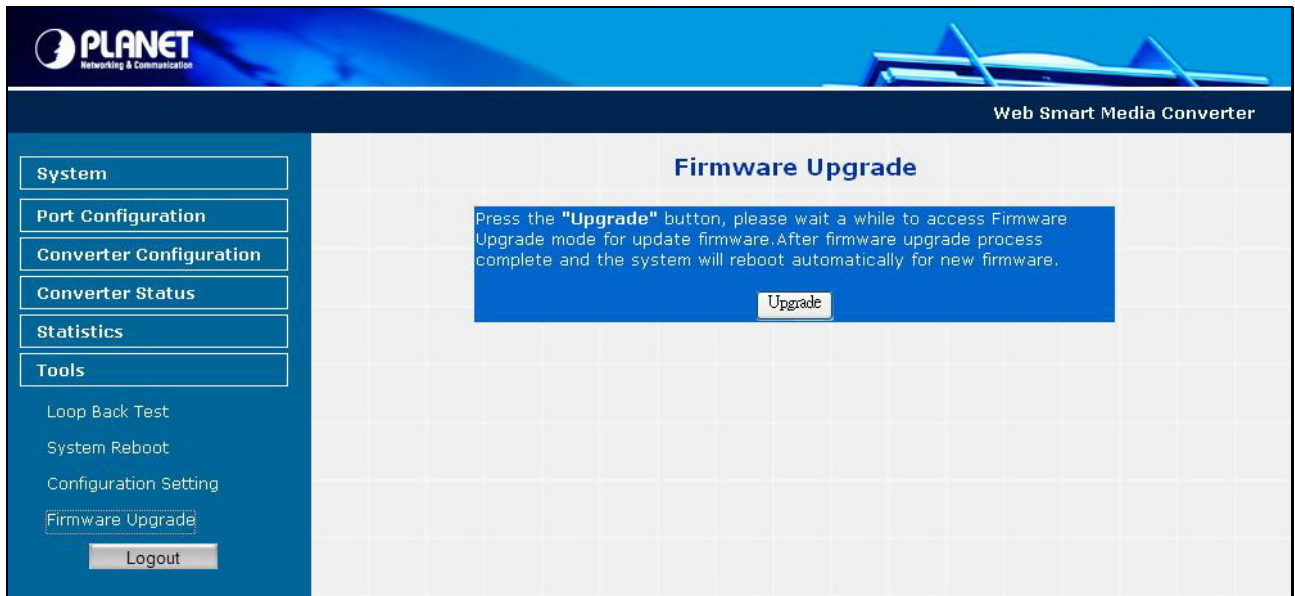 PLANET
Networking & Communication
Web Smart Media Converter
System
Port Configuration
Converter Configuration
Converter Status
Statistics
Tools
Loop Back Test
System Reboot
Configuration Setting
Firmware Upgrade
Logout
Firmware Upgrade
Press the "Upgrade" button, please wait a while to access Firmware
Upgrade mode for update firmware.After firmware upgrade process
complete and the system will reboot automatically for new firmware.
Upgrade